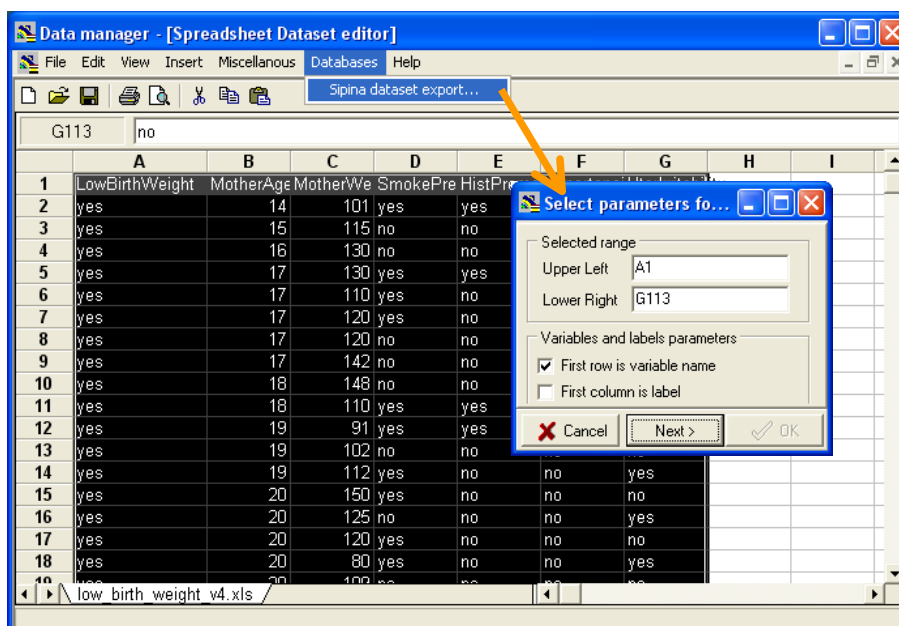 Data manager - [Spreadsheet Dataset editor]
File Edit View Insert Miscellanous Databases Help
Sipina dataset export...
G113 no
A B C D E F G H I
1 LowBirthWeight MotherAge MotherWe SmokePre HistPre
2 yes 14 101 yes yes
3 yes 15 115 no no
4 yes 16 130 no no
5 yes 17 130 yes yes
6 yes 17 110 yes no
7 yes 17 120 yes no
8 yes 17 120 no no
9 yes 17 142 no no
10 yes 18 148 no no
11 yes 18 110 yes yes
12 yes 19 91 yes yes
13 yes 19 102 no no
14 yes 19 112 yes no no yes
15 yes 20 150 yes no no no
16 yes 20 125 no no no yes
17 yes 20 120 yes no no no
18 yes 20 80 yes no no yes
low_birth_weight_v4.xls
Select parameters fo...
Selected range
Upper Left A1
Lower Right G113
Variables and labels parameters
First row is variable name
First column is label
Cancel Next > OK